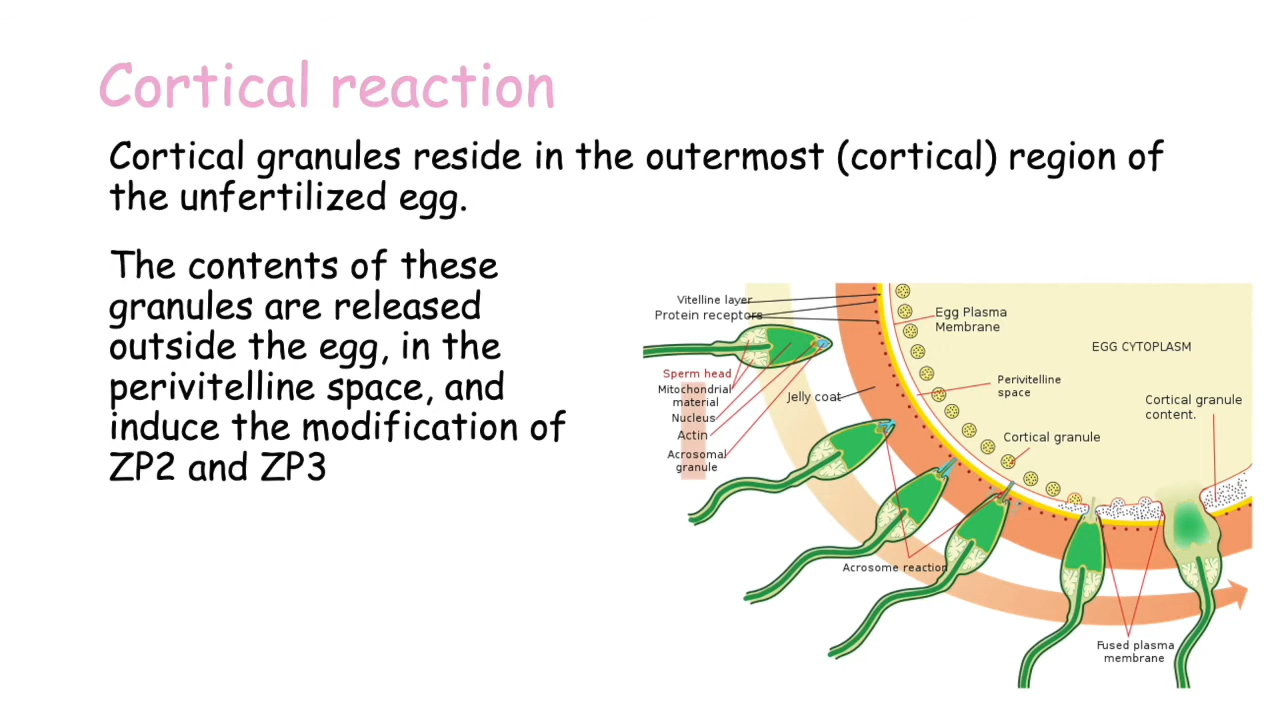 Cortical reaction
Cortical granules reside in the outermost (cortical) region of
the unfertilized egg.
The contents of these
granules are released
outside the egg, in the
perivitelline space, and
induce the modification of
ZP2 and ZP3
Vitelline layer
Protein receptors
Sperm head
Mitochondrial
material
Nucleus
Actin
Acrosomal
granule
Jelly coat
Egg Plasma
Membrane
EGG CYTOPLASM
Perivitelline
space
Cortical granule
content.
Cortical granule
Acrosome reaction
Fused plasma
membrane